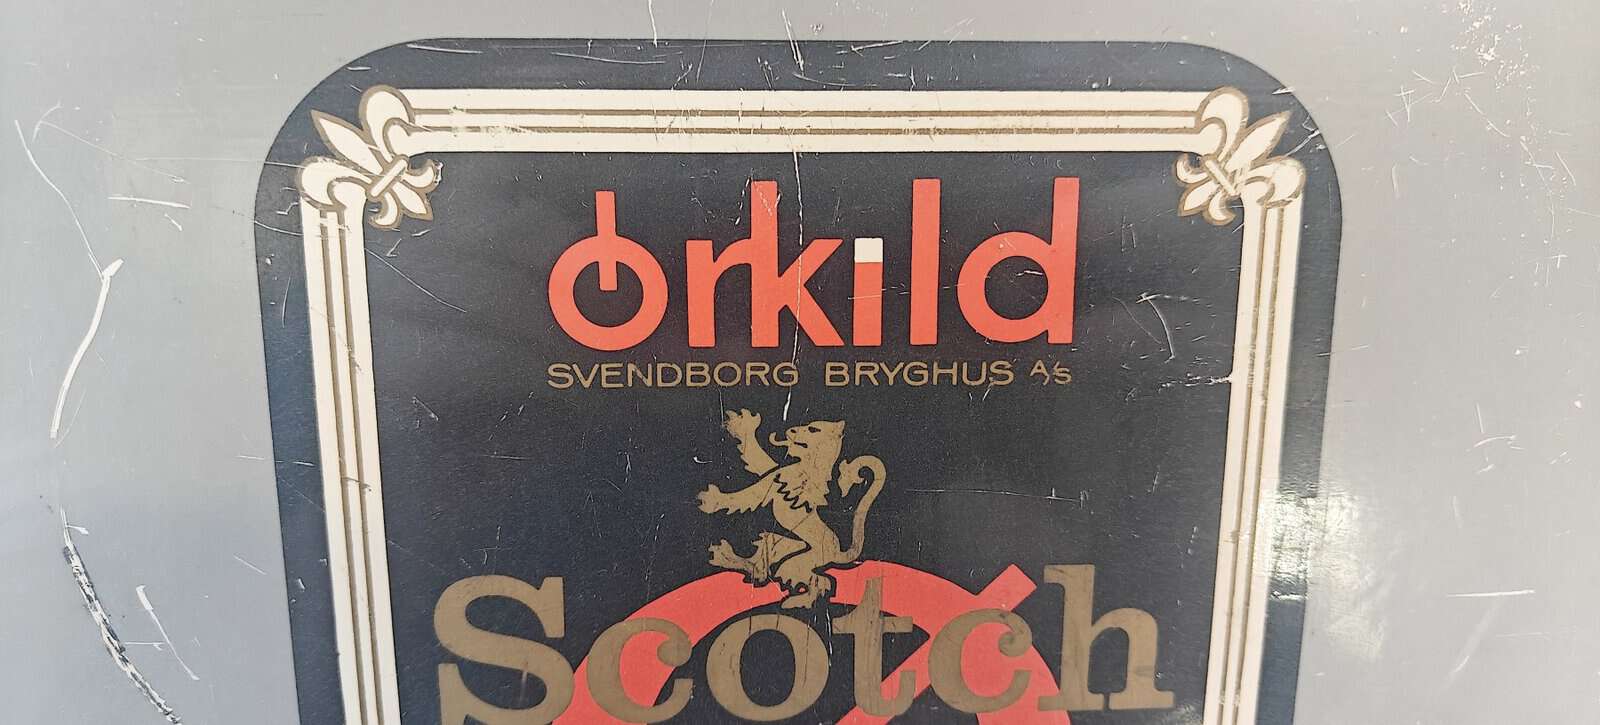 ørkild
SVENDBORG BRYGHUS A/S
Scotch
Ø